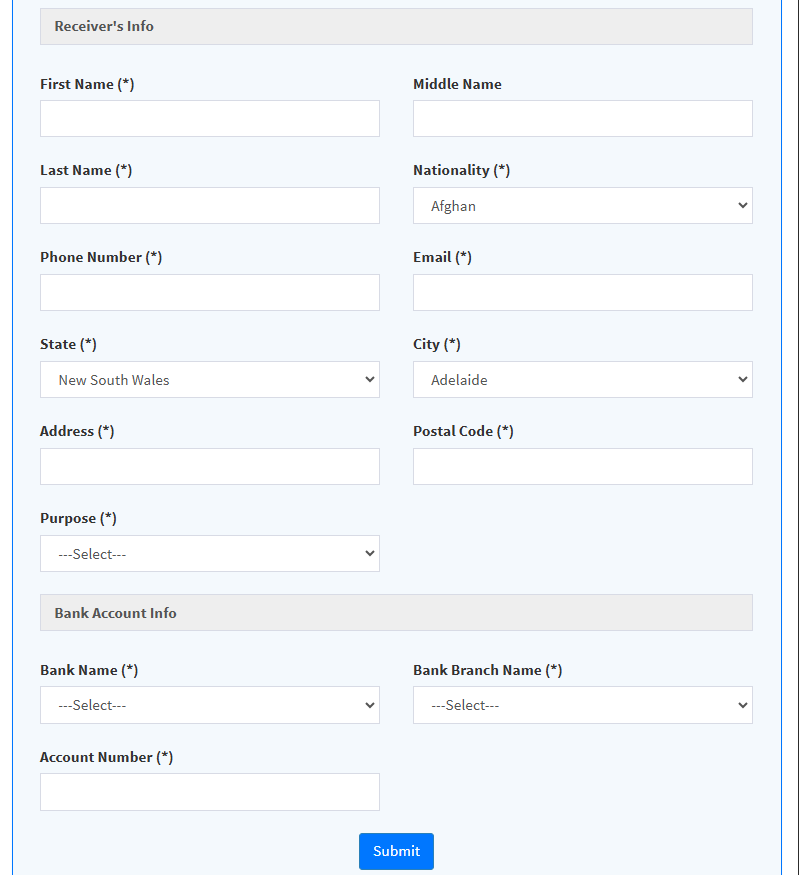 Receiver's Info
First Name (*) Middle Name
Last Name (*) Nationality (*)
Afghan
Phone Number (*) Email (*)
State (*) City (*)
New South Wales Adelaide
Address (*) Postal Code (*)
Purpose (*)
---Select---
Bank Account Info
Bank Name (*) Bank Branch Name (*)
---Select--- ---Select---
Account Number (*)
Submit